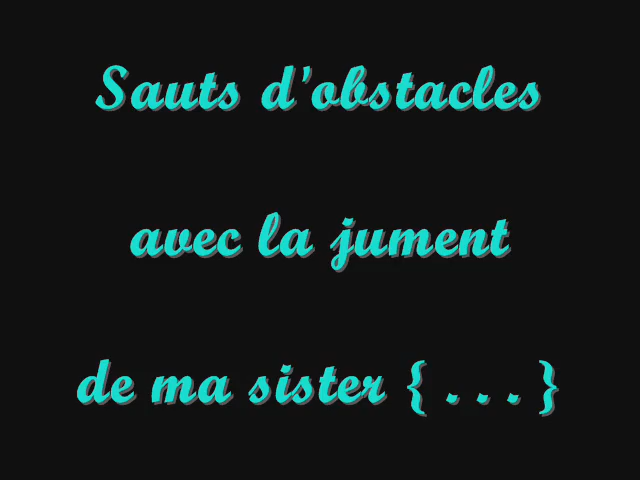 Sauts d'obstacles
avec la jument
de ma sister { . . . }